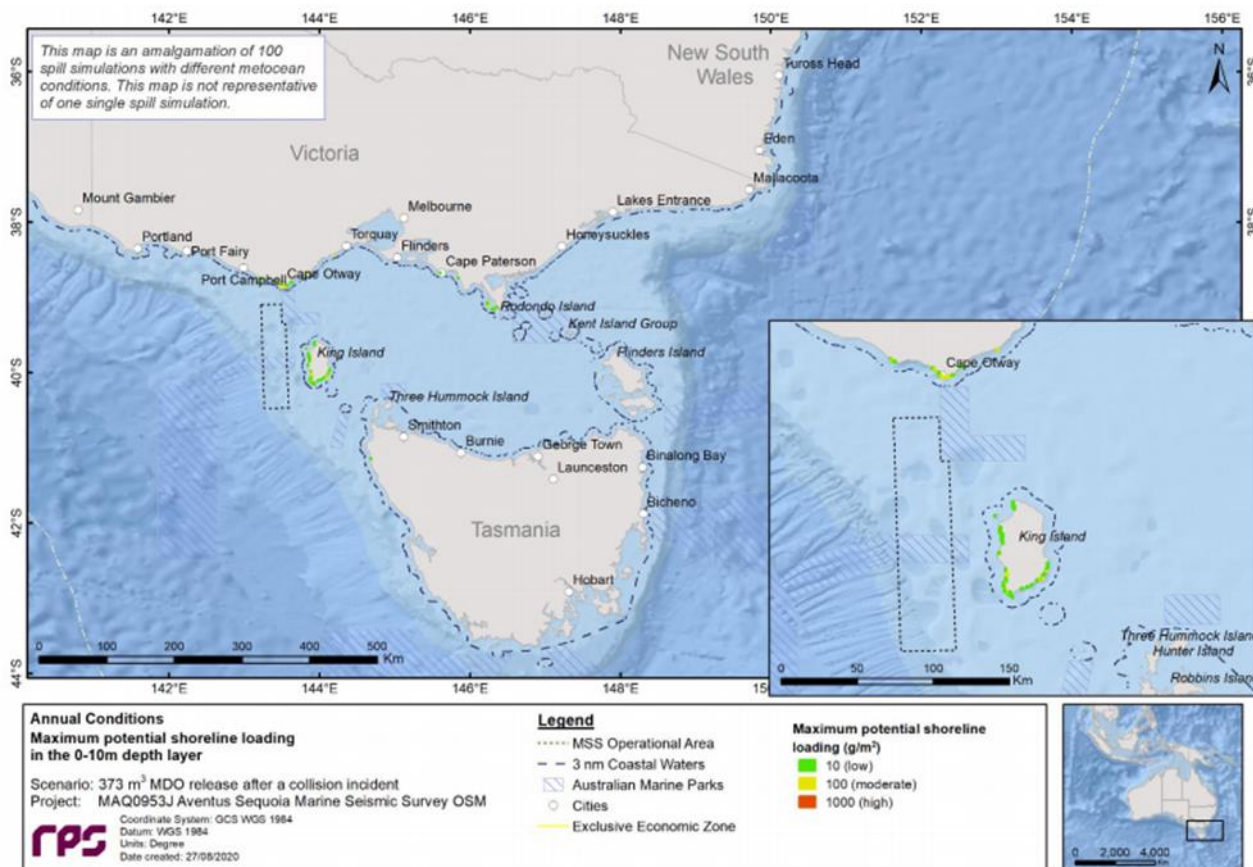 142°E 144°E 146°E 148°E 150°E 152°E 154°E 156°E
This map is an amalgamation of 100
spill simulations with different metocean
conditions. This map is not representative
of one single spill simulation.
New South
Wales
Tuross Head
N
36°S
36°S
Eden
Victoria
Mallacoota
Mount Gambier
Melbourne
Lakes Entrance
38°S
38°S
Portland
Torquay
Flinders
Honeysuckles
Port Fairy
Cape Paterson
Port Campbell
Cape Otway
Rodondo Island
Kent Island Group
King Island
Flinders Island
40°S
Three Hummock Island
Smithton
Burnie
George Town
Launceston
Binalong Bay
Bicheno
42°S
Tasmania
Hobart
0 100 200 300 400 500
Km
44°S
142°E 144°E 146°E 148°E
Cape Otway
King Island
Three Hummock Island
Hunter Island
Robbins Island
0 50 100 150
Km
Annual Conditions
Maximum potential shoreline loading
in the 0-10m depth layer
Scenario: 373 m³ MDO release after a collision incident
Project: MAQ0953J Aventus Sequoia Marine Seismic Survey OSM
rps
Coordinate System: GCS WGS 1984
Datum: WGS 1984
Units: Degree
Date created: 27/08/2020
Legend
MSS Operational Area
3 nm Coastal Waters
Australian Marine Parks
Cities
Exclusive Economic Zone
Maximum potential shoreline
loading (g/m²)
10 (low)
100 (moderate)
1000 (high)
0 2,000 4,000